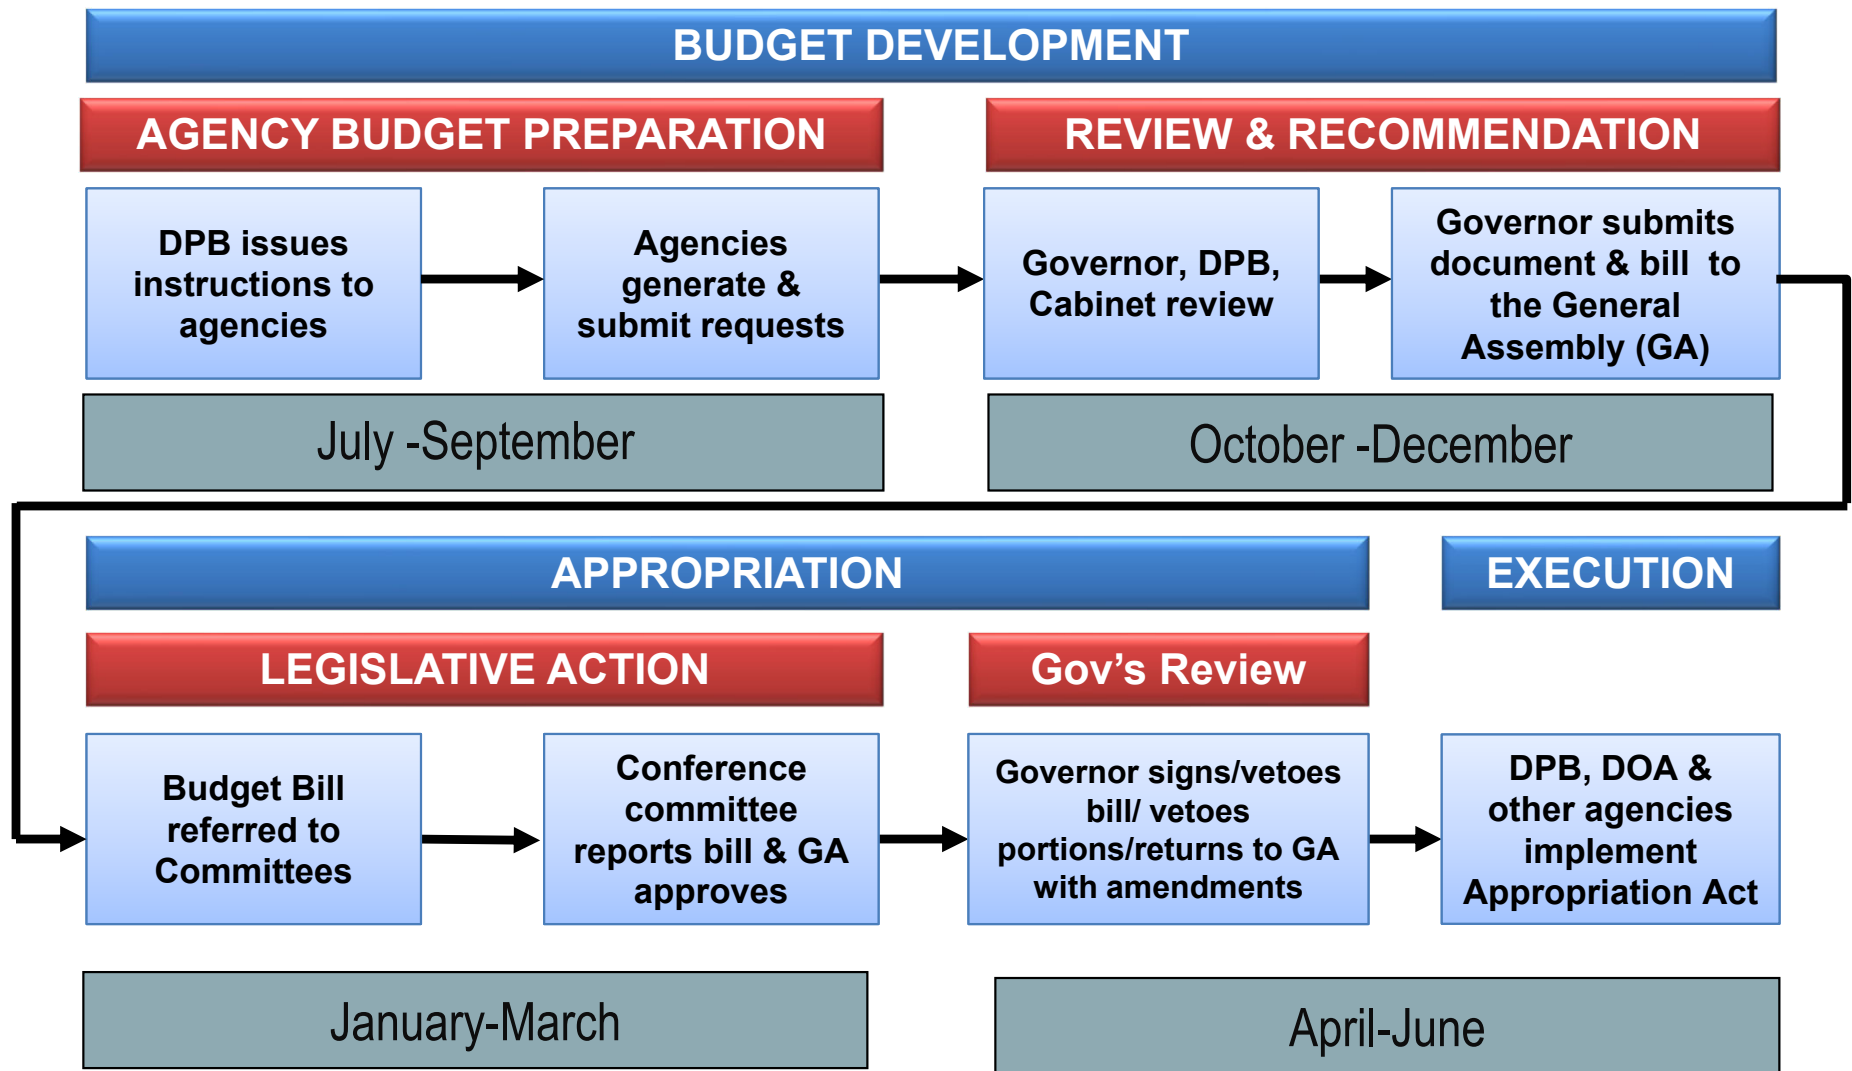 BUDGET DEVELOPMENT
AGENCY BUDGET PREPARATION
REVIEW & RECOMMENDATION
DPB issues
instructions to
agencies
Agencies
generate &
submit requests
Governor, DPB,
Cabinet review
Governor submits
document & bill  to
the General
Assembly (GA)
July -September
October -December
APPROPRIATION
EXECUTION
LEGISLATIVE ACTION
Gov’s Review
Budget Bill
referred to
Committees
Conference
committee
reports bill & GA
approves
Governor signs/vetoes
bill/ vetoes
portions/returns to GA
with amendments
DPB, DOA &
other agencies
implement
Appropriation Act
January-March
April-June